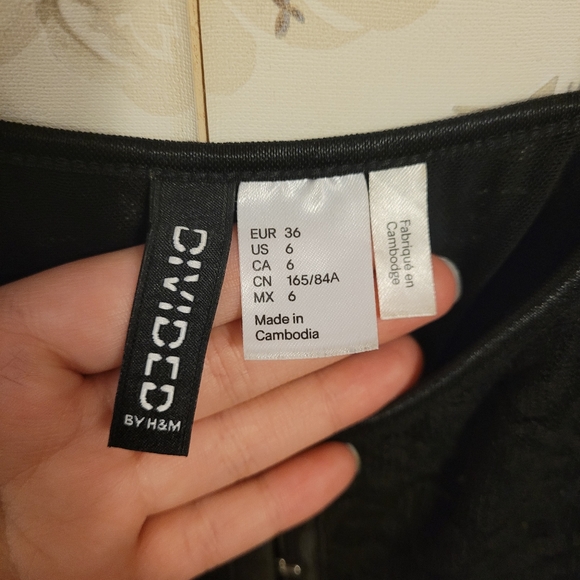 DIVIDED
BY H&M
EUR 36
US 6
CA 6
CN 165/84A
MX 6
Made in
Cambodia
Fabriqué en
Cambodge